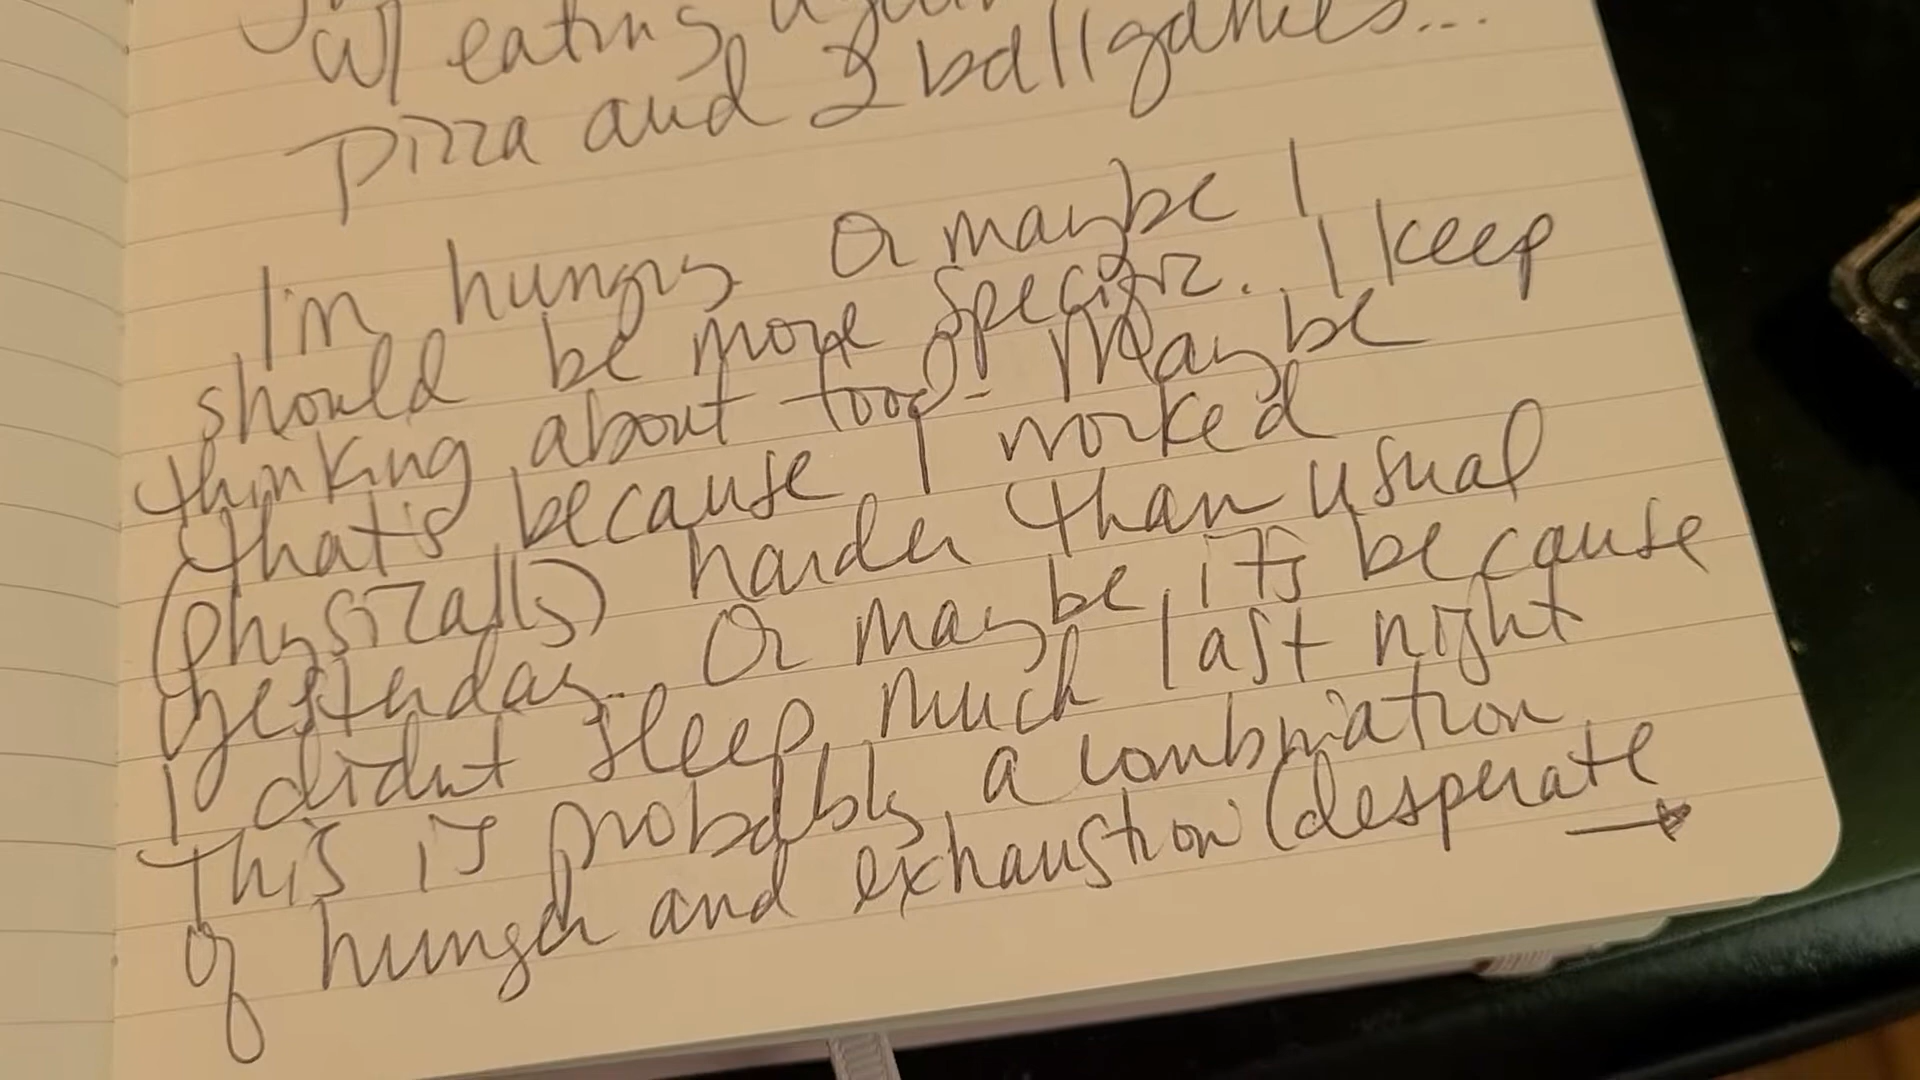 w/ eating
pizza and 2 ballgames...
I'm hungry Or maybe I
should be more specific. I keep
thinking about food. Maybe
that's because I worked
(physically) harder than usual
yesterday. Or maybe it's because
I didn't sleep much last night
This is probably a combination
of hunger and exhaustion (desperate
→